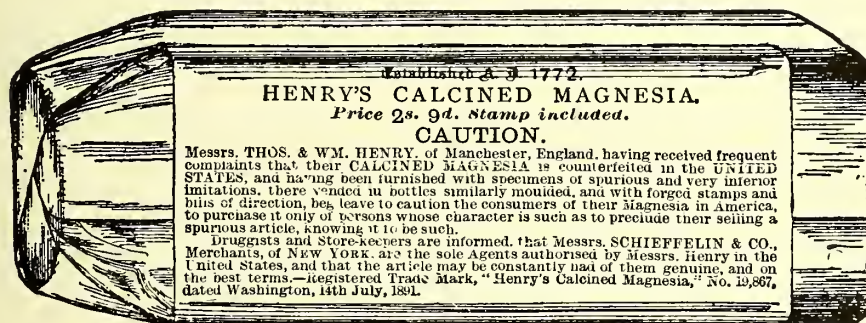 Established A. D. 1772.
HENRY'S CALCINED MAGNESIA.
Price 2s. 9d. Stamp included.
CAUTION.
Messrs. THOS. & WM. HENRY, of Manchester, England, having received frequent
complaints that their CALCINED MAGNESIA is counterfeited in the UNITED
STATES, and having been furnished with specimens of spurious and very inferior
imitations, there vended in bottles similarly moulded, and with forged stamps and
bills of direction, beg leave to caution the consumers of their Magnesia in America,
to purchase it only of persons whose character is such as to preclude their selling a
spurious article, knowing it to be such.
Druggists and Store-keepers are informed, that Messrs. SCHIEFFELIN & CO.,
Merchants, of NEW YORK, are the sole Agents authorised by Messrs. Henry in the
United States, and that the article may be constantly had of them genuine, and on
the best terms.—Registered Trade Mark, "Henry's Calcined Magnesia," No. 19,867,
dated Washington, 14th July, 1891.